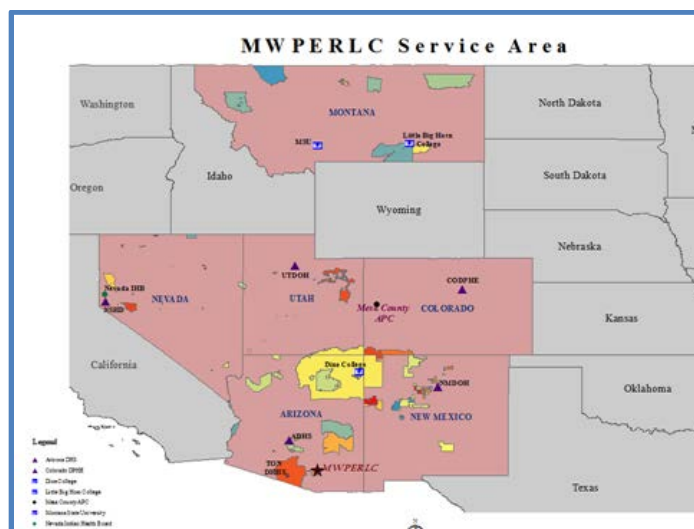 MWPERLC Service Area
Washington
North Dakota
MONTANA
MSU
Little Big Horn
College
Idaho
South Dakota
Oregon
Wyoming
Nebraska
UTDOH
CODPHE
Nevada IHB
NEVADA
UTAH
Mesa County
APC
COLORADO
Kansas
California
Dine College
NMDOH
Oklahoma
ARIZONA
NEW MEXICO
ADHS
TON
MWPERLC
Texas
Legend
Arizona DHS
Colorado DPHE
Dine College
Little Big Horn College
Mesa County APC
Montana State University
Nevada Indian Health Board
N